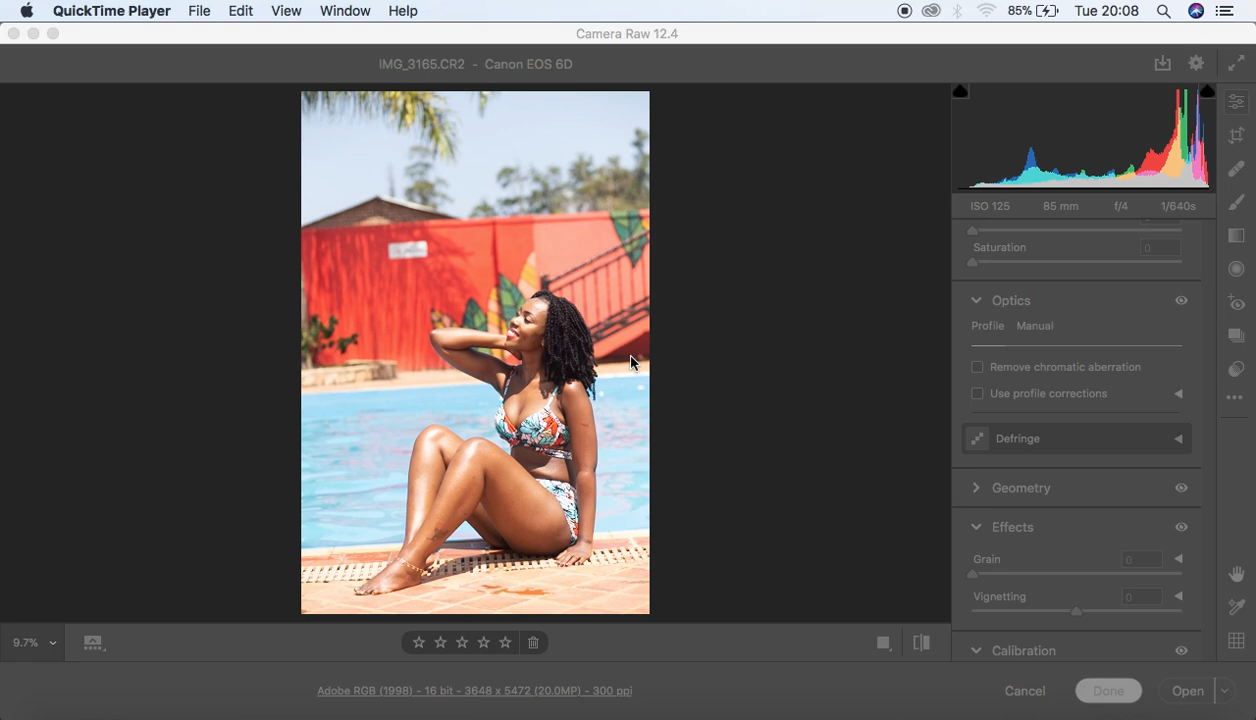 QuickTime Player File Edit View Window Help 85% Tue 20:08
Camera Raw 12.4
IMG_3165.CR2 - Canon EOS 6D
ISO 125 85 mm f/4 1/640s
0
Saturation 0
Optics
Profile Manual
Remove chromatic aberration
Use profile corrections
Defringe
Geometry
Effects
Grain 0
Vignetting 0
9.7%
Calibration
Adobe RGB (1998) - 16 bit - 3648 x 5472 (20.0MP) - 300 ppi
Cancel Done Open